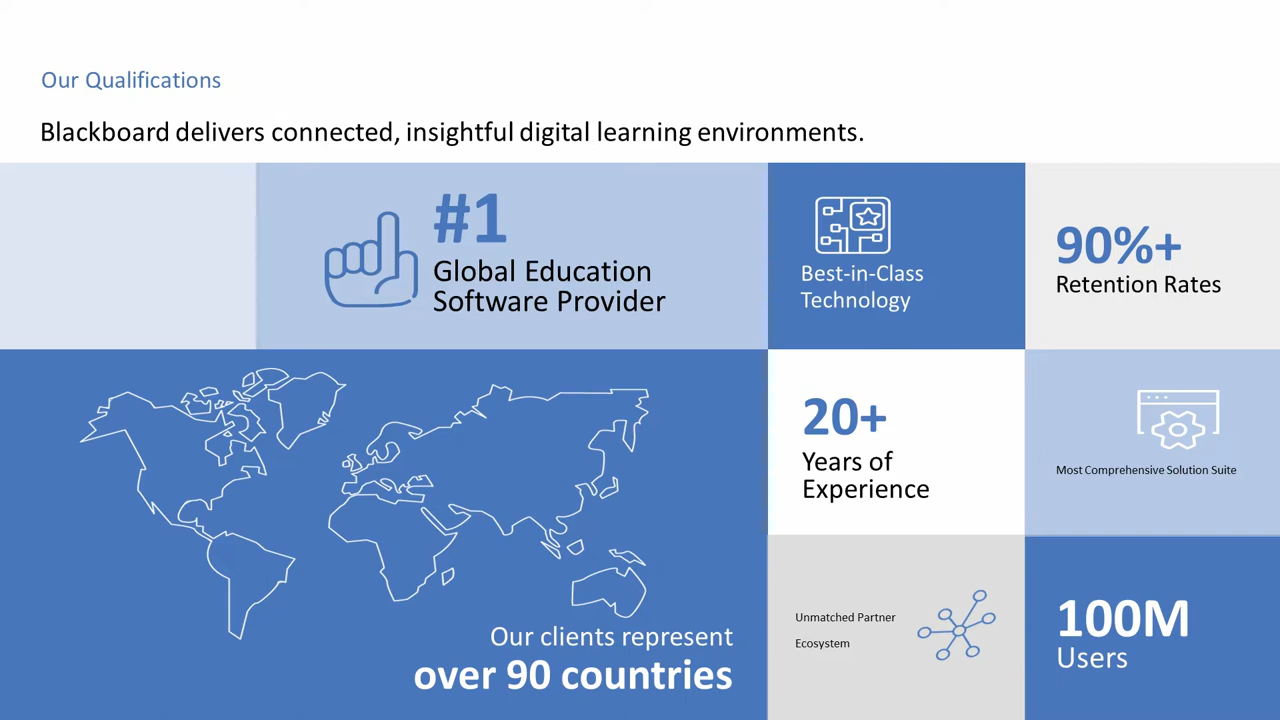 Our Qualifications
Blackboard delivers connected, insightful digital learning environments.
#1
Global Education
Software Provider
Best-in-Class
Technology
90%+
Retention Rates
20+
Years of
Experience
Most Comprehensive Solution Suite
Our clients represent
over 90 countries
Unmatched Partner
Ecosystem
100M
Users